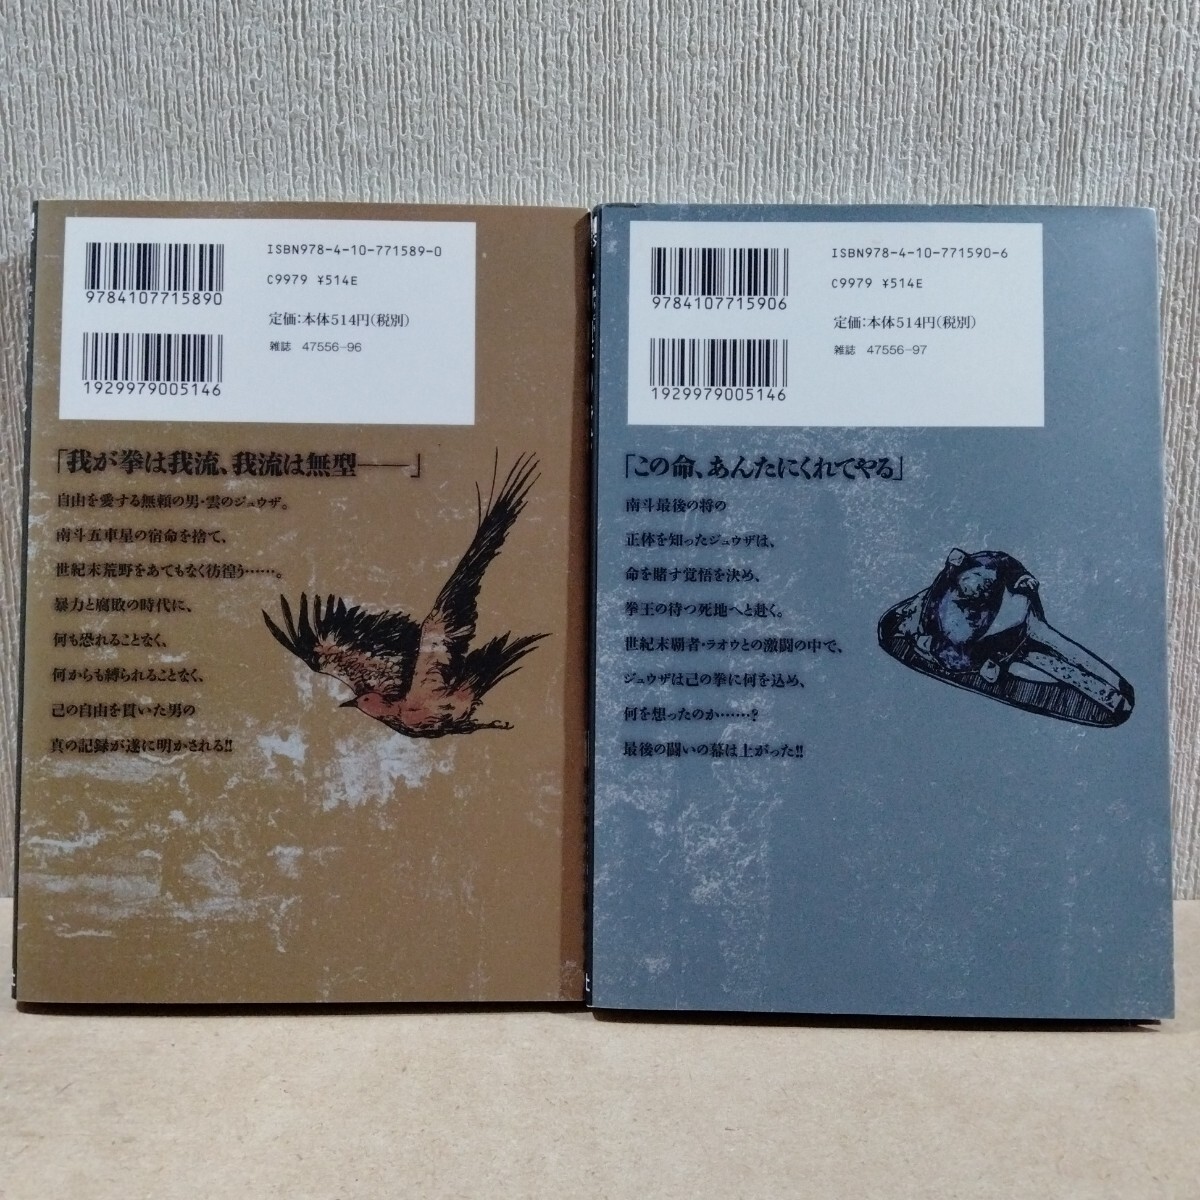 ISBN978-4-10-771589-0
9784107715890
C9979 ¥514E
定価:本体514円(税別)
雑誌 47556-96
1929979005146
「我が拳は我流、我流は無型――」
自由を愛する無頼の男・雲のジュウザ。
南斗五車星の宿命を捨て、
世紀末荒野をあてもなく彷徨う……。
暴力と腐敗の時代に、
何も恐れることなく、
何からも縛られることなく、
己の自由を貫いた男の
真の記録が遂に明かされる!!
ISBN978-4-10-771590-6
9784107715906
C9979 ¥514E
定価:本体514円(税別)
雑誌 47556-97
1929979005146
「この命、あんたにくれてやる」
南斗最後の将の
正体を知ったジュウザは、
命を賭す覚悟を決め、
拳王の待つ死地へと赴く。
世紀末覇者・ラオウとの激闘の中で、
ジュウザは己の拳に何を込め、
何を想ったのか……?
最後の闘いの幕は上がった!!